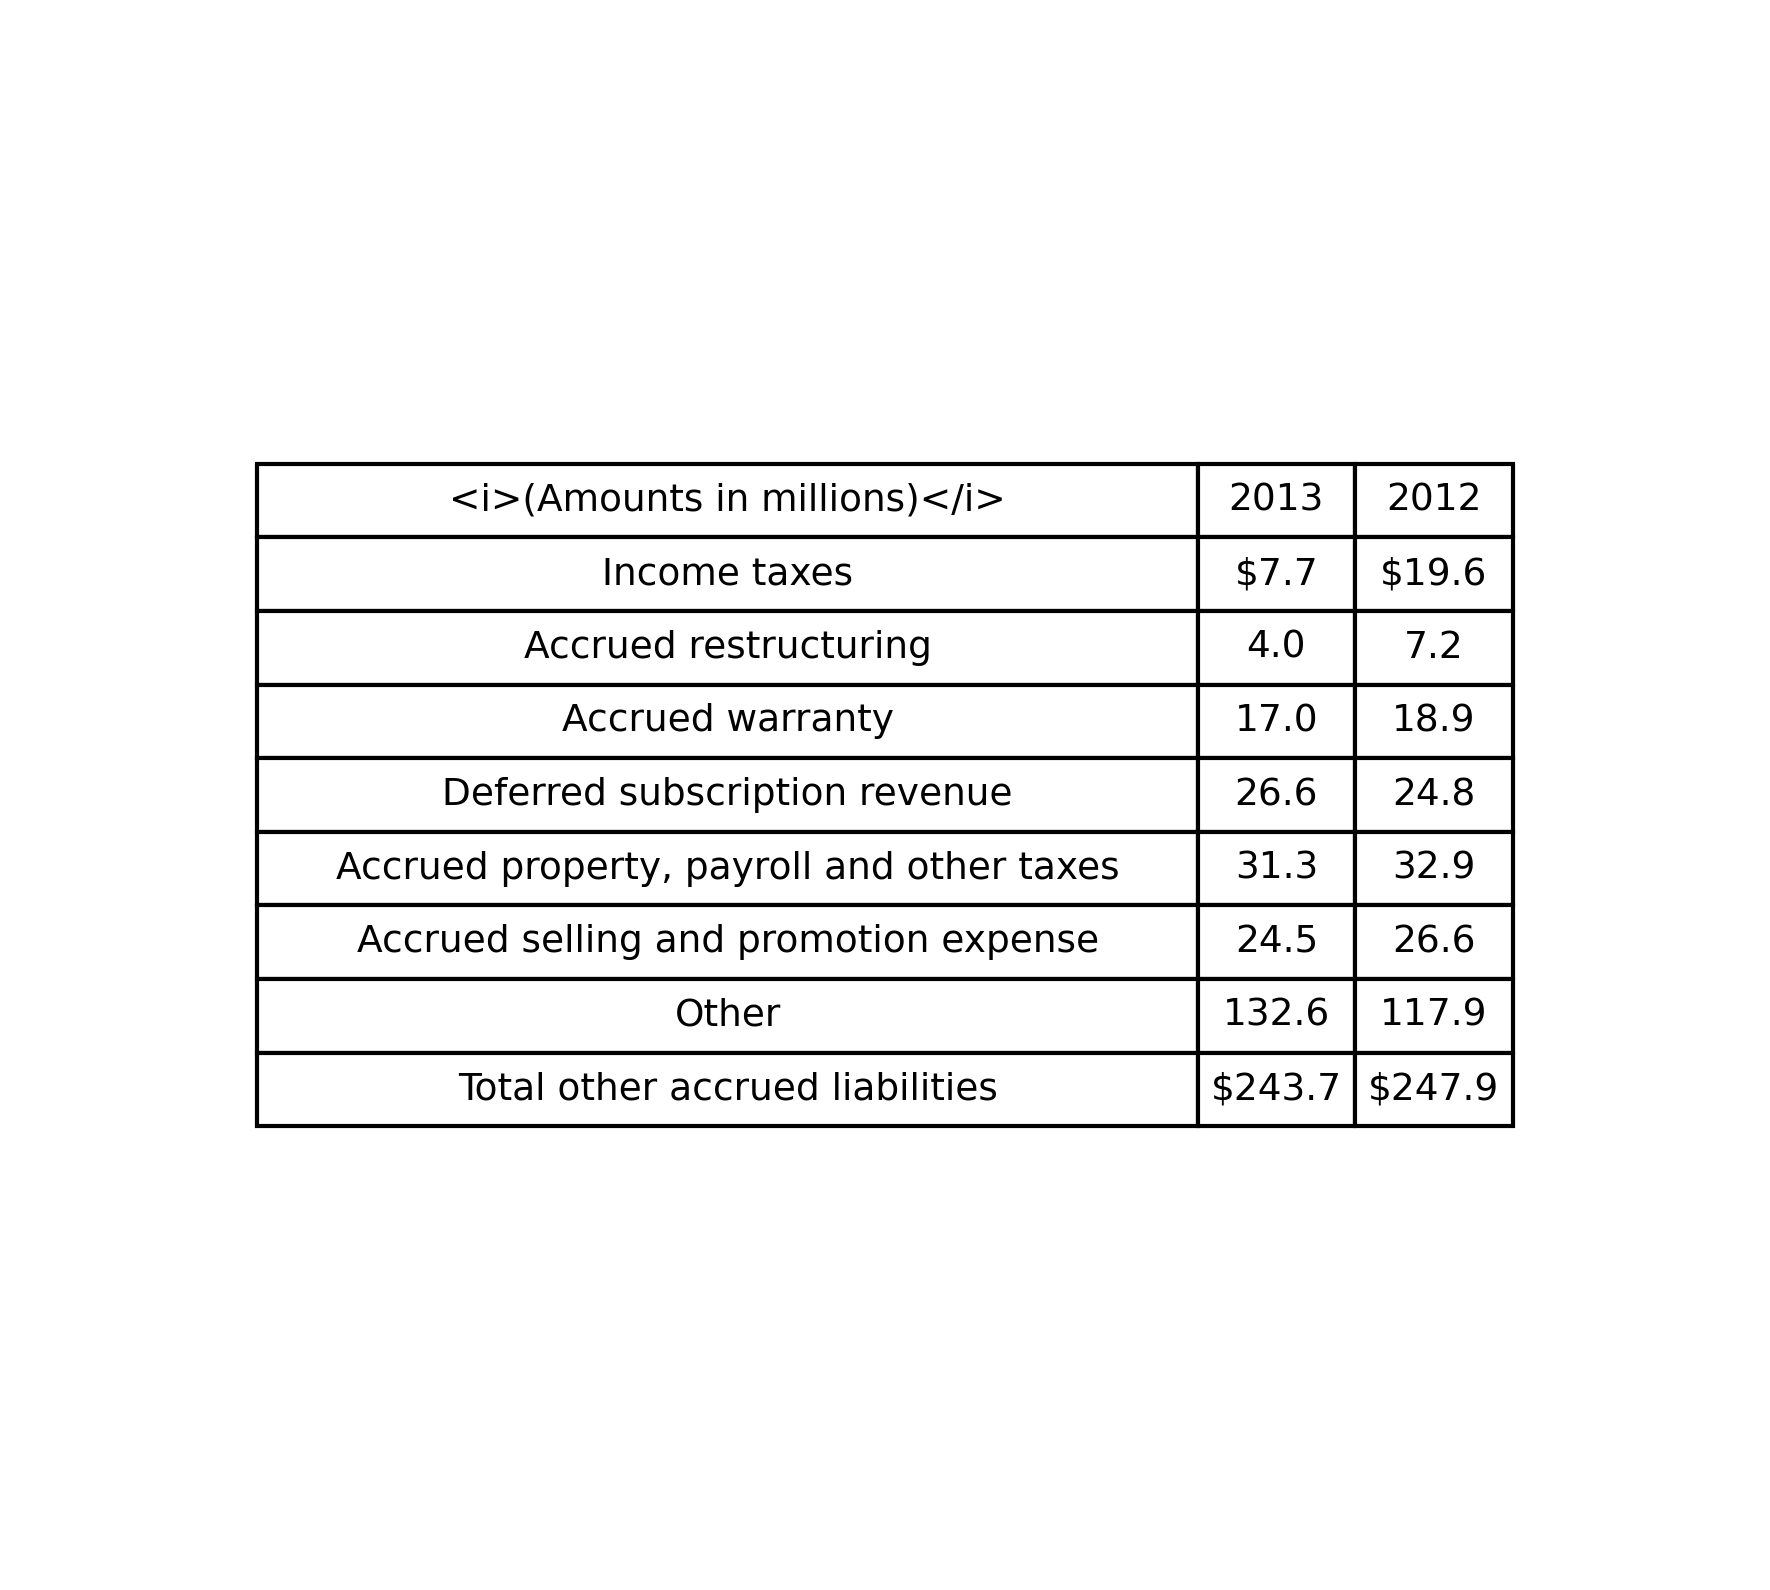 <i>(Amounts in millions)</i> 2013 2012
Income taxes $7.7 $19.6
Accrued restructuring 4.0 7.2
Accrued warranty 17.0 18.9
Deferred subscription revenue 26.6 24.8
Accrued property, payroll and other taxes 31.3 32.9
Accrued selling and promotion expense 24.5 26.6
Other 132.6 117.9
Total other accrued liabilities $243.7 $247.9